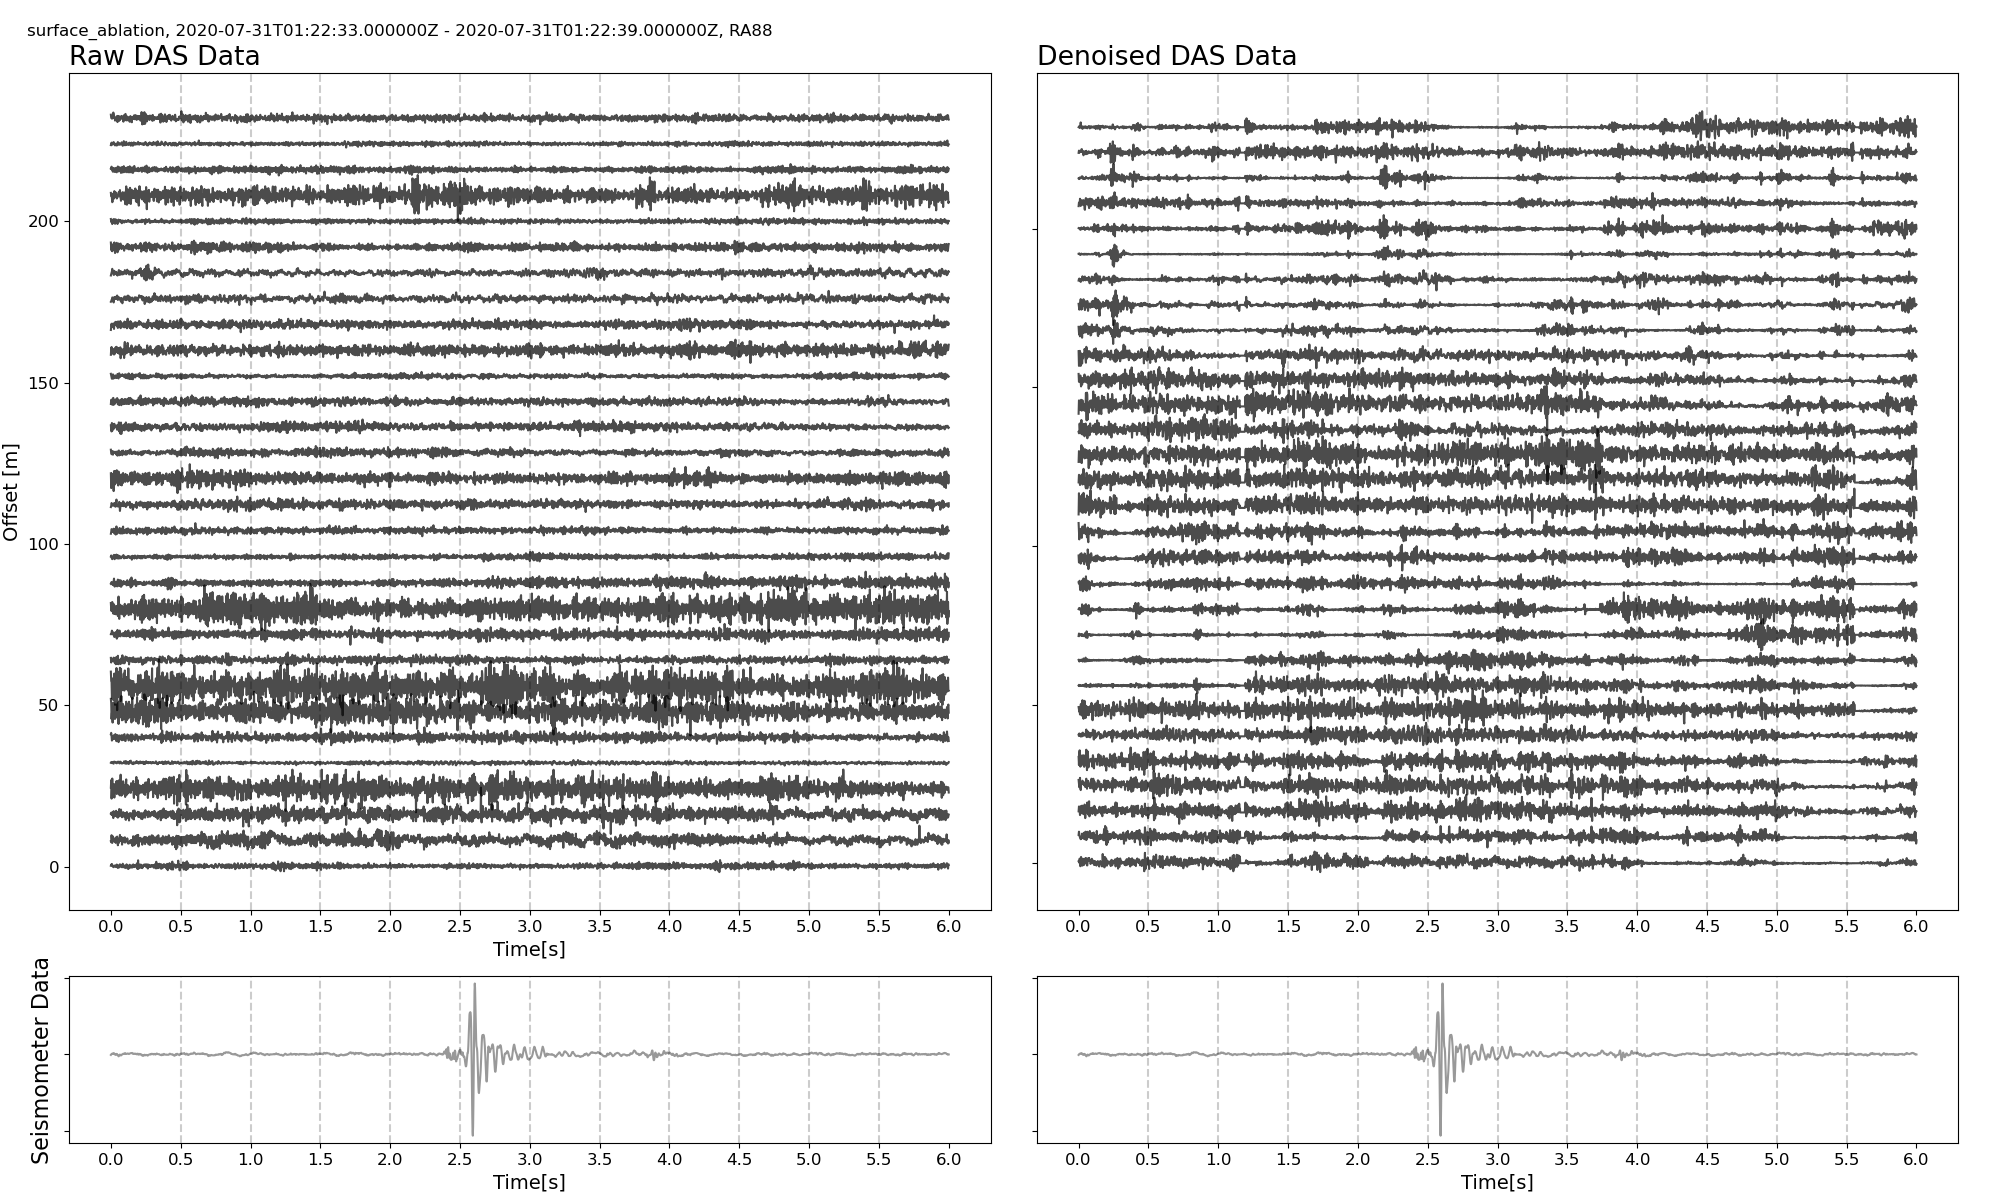 surface_ablation, 2020-07-31T01:22:33.000000Z - 2020-07-31T01:22:39.000000Z, RA88
Raw DAS Data
Denoised DAS Data
Offset [m]
200
150
100
50
0
0.0 0.5 1.0 1.5 2.0 2.5 3.0 3.5 4.0 4.5 5.0 5.5 6.0
Time[s]
0.0 0.5 1.0 1.5 2.0 2.5 3.0 3.5 4.0 4.5 5.0 5.5 6.0
Seismometer Data
0.0 0.5 1.0 1.5 2.0 2.5 3.0 3.5 4.0 4.5 5.0 5.5 6.0
Time[s]
0.0 0.5 1.0 1.5 2.0 2.5 3.0 3.5 4.0 4.5 5.0 5.5 6.0
Time[s]